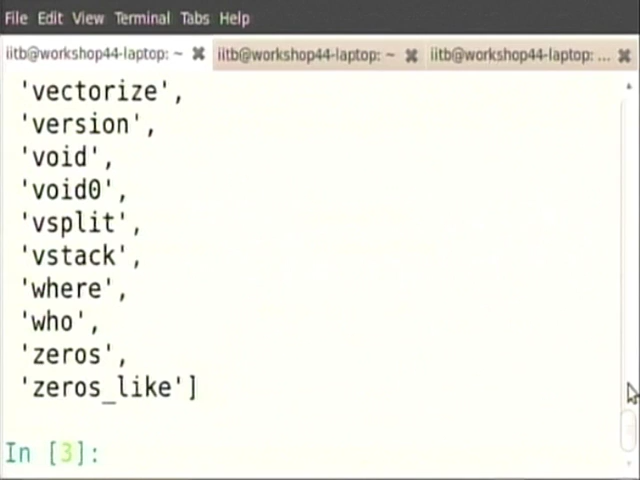 File Edit View Terminal Tabs Help
iitb@workshop44-laptop: ~ ✖ iitb@workshop44-laptop: ~ ✖ iitb@workshop44-laptop: ... ✖
'vectorize',
'version',
'void',
'void0',
'vsplit',
'vstack',
'where',
'who',
'zeros',
'zeros_like']
In [3]: